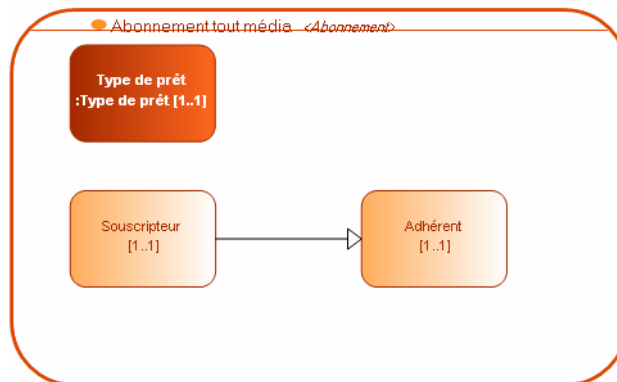 Abonnement tout média <Abonnement>
Type de prêt
:Type de prêt [1..1]
Souscripteur
[1..1]
Adhérent
[1..1]